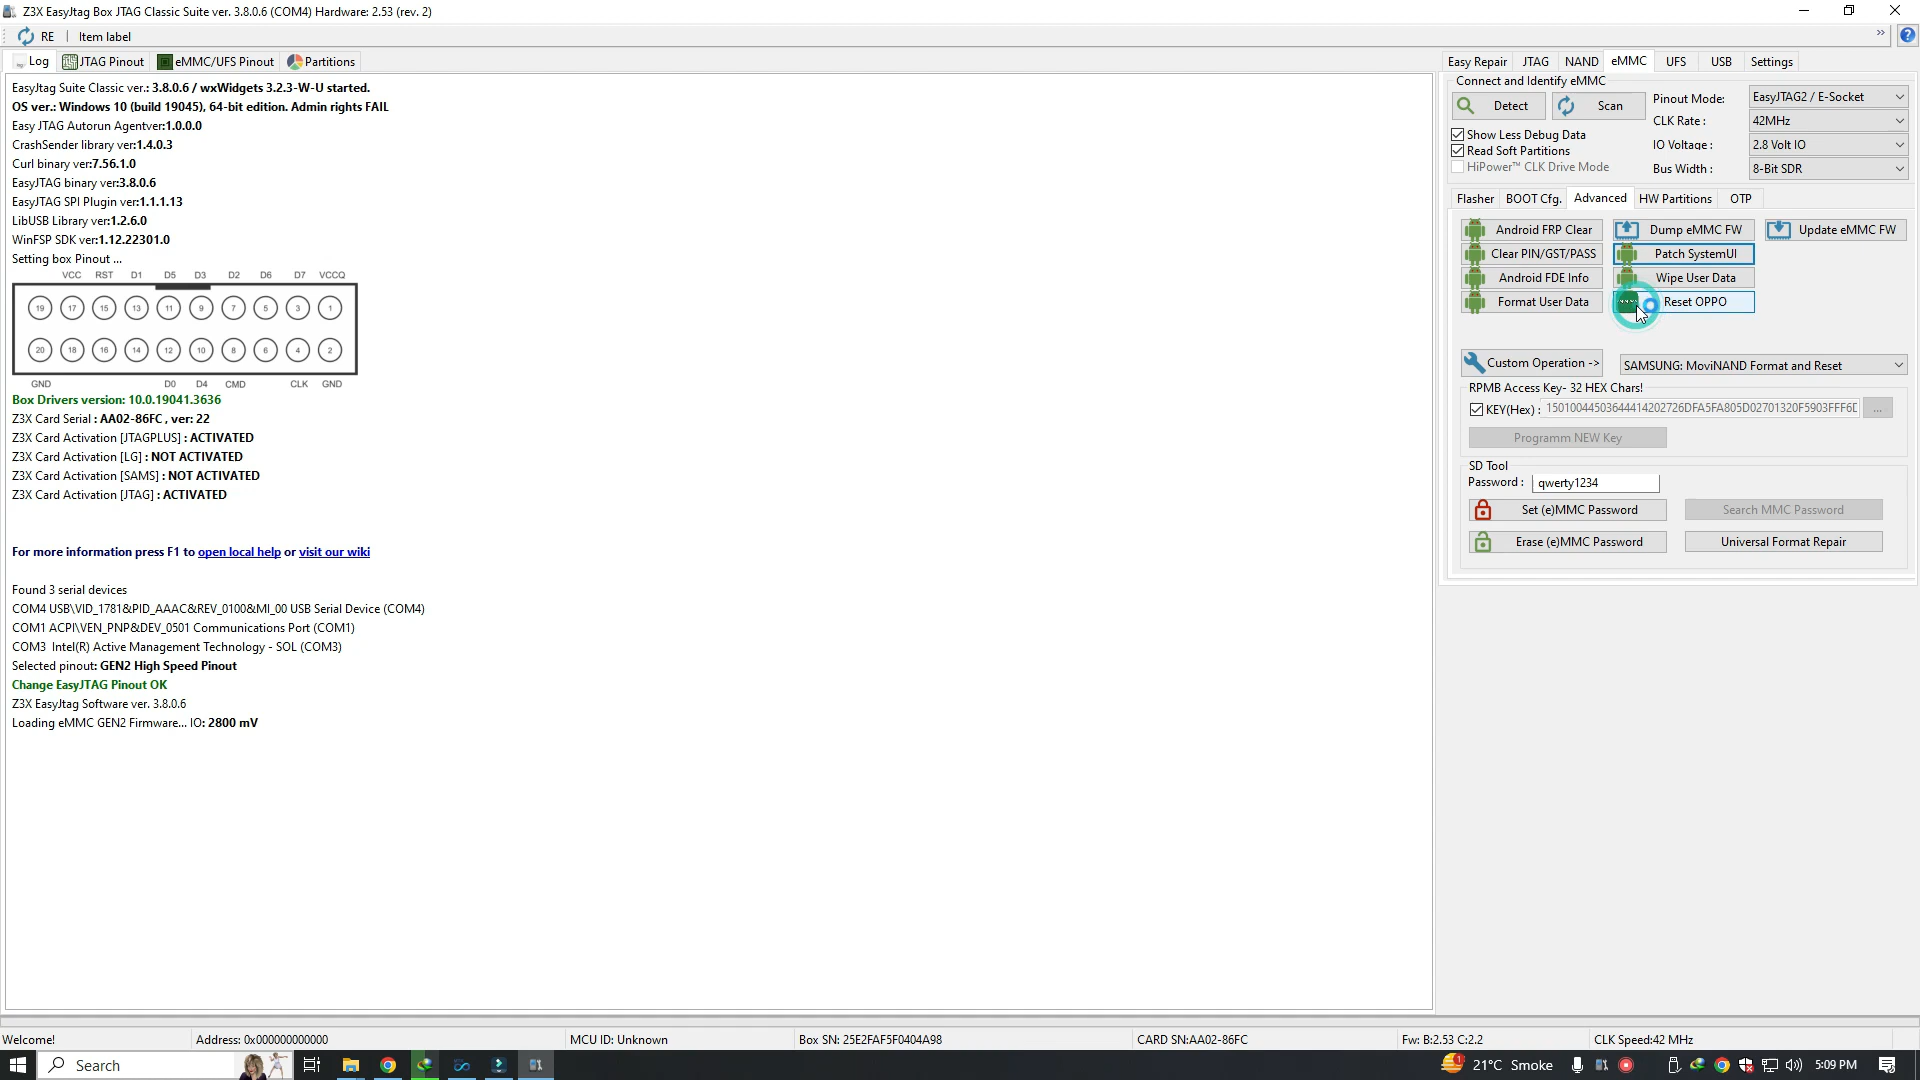 Z3X EasyJtag Box JTAG Classic Suite ver. 3.8.0.6 (COM4) Hardware: 2.53 (rev. 2)
RE
Item label
»
?
Log
JTAG Pinout
eMMC/UFS Pinout
Partitions
EasyJtag Suite Classic ver.: 3.8.0.6 / wxWidgets 3.2.3-W-U started.
OS ver.: Windows 10 (build 19045), 64-bit edition. Admin rights FAIL
Easy JTAG Autorun Agentver:1.0.0.0
CrashSender library ver:1.4.0.3
Curl binary ver:7.56.1.0
EasyJTAG binary ver:3.8.0.6
EasyJTAG SPI Plugin ver:1.1.1.13
LibUSB Library ver:1.2.6.0
WinFSP SDK ver:1.12.22301.0
Setting box Pinout ...
VCC RST D1 D5 D3 D2 D6 D7 VCCQ
19 17 15 13 11 9 7 5 3 1
20 18 16 14 12 10 8 6 4 2
GND D0 D4 CMD CLK GND
Box Drivers version: 10.0.19041.3636
Z3X Card Serial : AA02-86FC , ver: 22
Z3X Card Activation [JTAGPLUS] : ACTIVATED
Z3X Card Activation [LG] : NOT ACTIVATED
Z3X Card Activation [SAMS] : NOT ACTIVATED
Z3X Card Activation [JTAG] : ACTIVATED
For more information press F1 to open local help or visit our wiki
Found 3 serial devices
COM4 USB\VID_1781&PID_AAAC&REV_0100&MI_00 USB Serial Device (COM4)
COM1 ACPI\VEN_PNP&DEV_0501 Communications Port (COM1)
COM3 Intel(R) Active Management Technology - SOL (COM3)
Selected pinout: GEN2 High Speed Pinout
Change EasyJTAG Pinout OK
Z3X EasyJtag Software ver. 3.8.0.6
Loading eMMC GEN2 Firmware... IO: 2800 mV
Easy Repair
JTAG
NAND
eMMC
UFS
USB
Settings
Connect and Identify eMMC
Detect
Scan
Show Less Debug Data
Read Soft Partitions
HiPower™ CLK Drive Mode
Pinout Mode: EasyJTAG2 / E-Socket
CLK Rate : 42MHz
IO Voltage : 2.8 Volt IO
Bus Width : 8-Bit SDR
Flasher
BOOT Cfg.
Advanced
HW Partitions
OTP
Android FRP Clear
Dump eMMC FW
Update eMMC FW
Clear PIN/GST/PASS
Patch SystemUI
Android FDE Info
Wipe User Data
Format User Data
Reset OPPO
Custom Operation ->
SAMSUNG: MoviNAND Format and Reset
RPMB Access Key- 32 HEX Chars!
KEY(Hex) : 15010044503644414202726DFA5FA805D02701320F5903FFF6D
...
Programm NEW Key
SD Tool
Password : qwerty1234
Set (e)MMC Password
Search MMC Password
Erase (e)MMC Password
Universal Format Repair
Welcome!
Address: 0x000000000000
MCU ID: Unknown
Box SN: 25E2FAF5F0404A98
CARD SN:AA02-86FC
Fw: B:2.53 C:2.2
CLK Speed:42 MHz
Search
21°C Smoke
5:09 PM